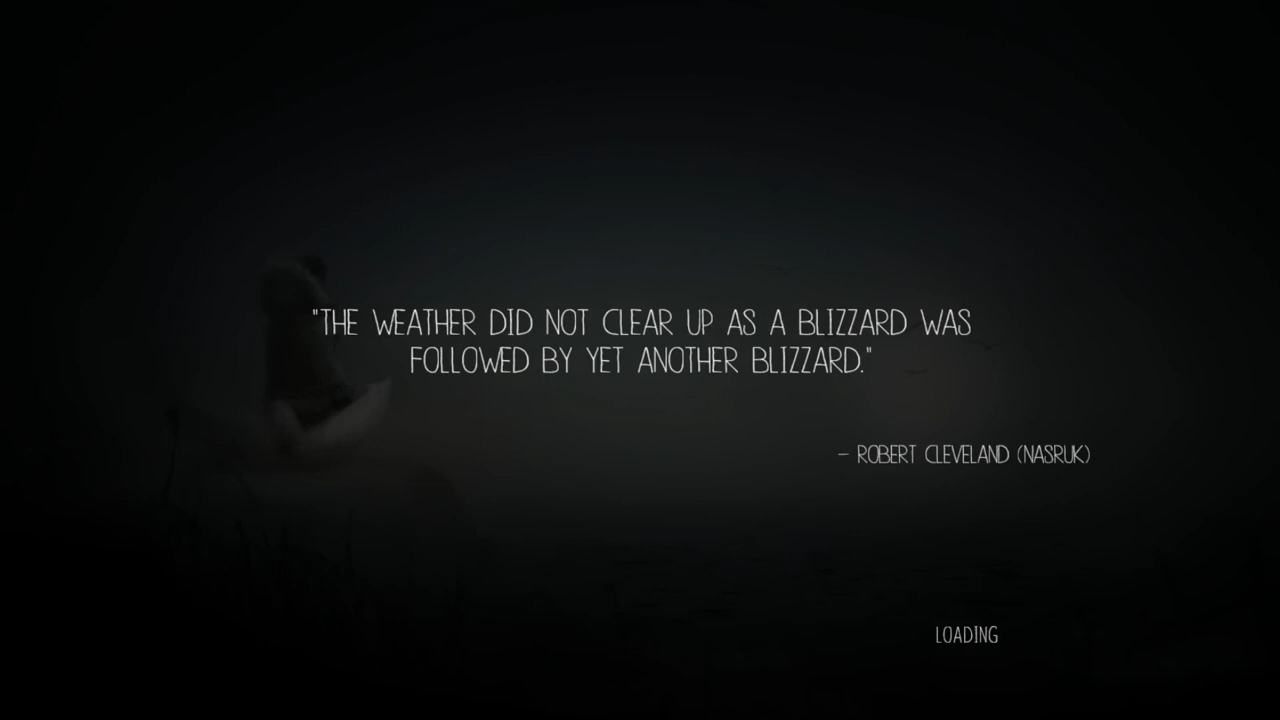 "THE WEATHER DID NOT CLEAR UP AS A BLIZZARD WAS
FOLLOWED BY YET ANOTHER BLIZZARD."
- ROBERT CLEVELAND (NASRUK)
LOADING